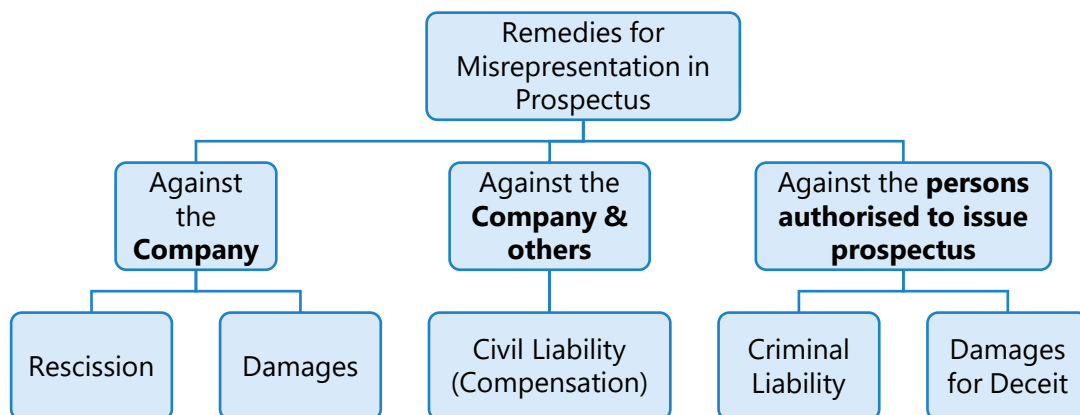 Remedies for
Misrepresentation in
Prospectus
Against
the
Company
Against the
Company &
others
Against the persons
authorised to issue
prospectus
Rescission
Damages
Civil Liability
(Compensation)
Criminal
Liability
Damages
for Deceit